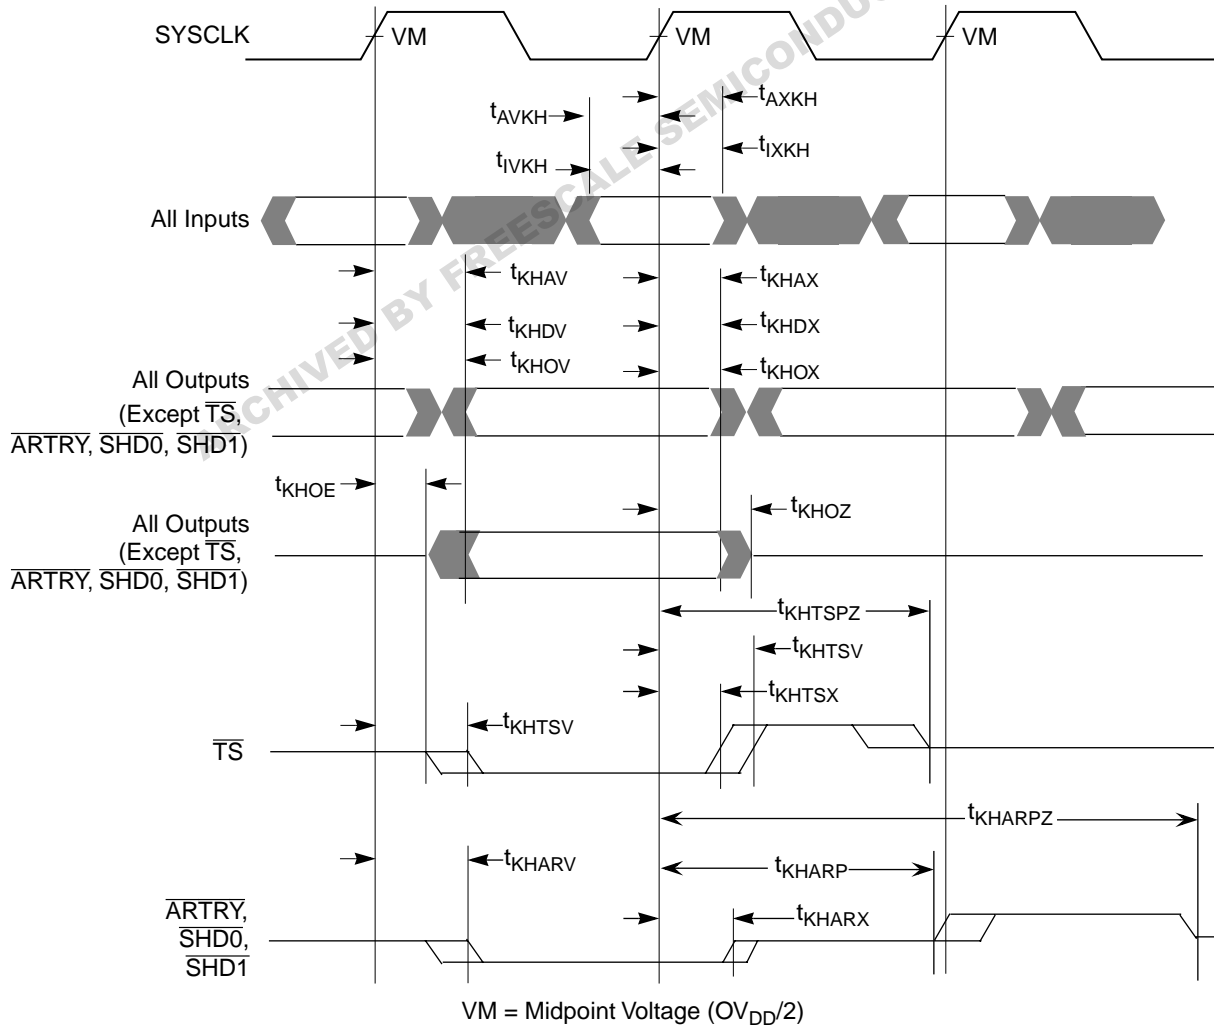 SYSCLK
VM
VM
VM
tAXKH
tAVKH
tIXKH
tIVKH
All Inputs
tKHAV
tKHAX
tKHDV
tKHDX
tKHOV
tKHOX
All Outputs
(Except TS,
ARTRY, SHD0, SHD1)
tKHOE
tKHOZ
All Outputs
(Except TS,
ARTRY, SHD0, SHD1)
tKHTSPZ
tKHTSV
tKHTSX
tKHTSV
TS
tKHARPZ
tKHARV
tKHARP
tKHARX
ARTRY,
SHD0,
SHD1
VM = Midpoint Voltage (OVDD/2)
ARCHIVED BY FREESCALE SEMICONDUC